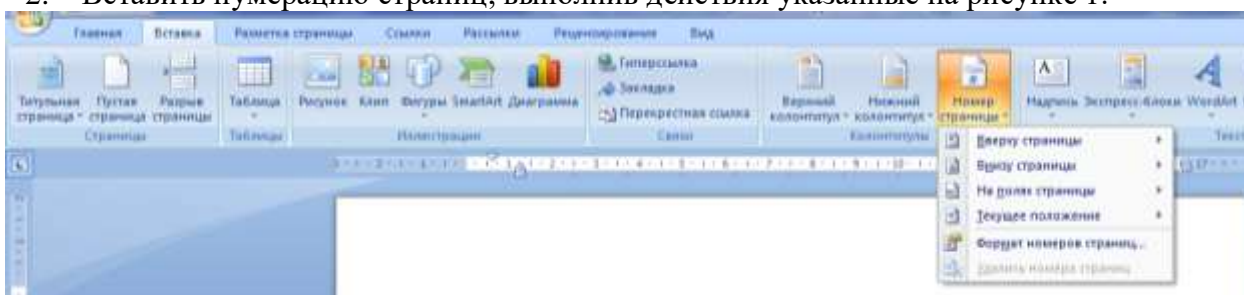 2. Вставить нумерацию страниц, выполнив действия указанные на рисунке 1.
Главная Вставка Разметка страницы Ссылки Рассылки Рецензирование Вид
Титульная страница Пустая страница Разрыв страницы
Таблица
Рисунок Клип Фигуры SmartArt Диаграмма
Гиперссылка
Закладка
Перекрестная ссылка
Верхний колонтитул Нижний колонтитул Номер страницы
Надпись Экспресс-блоки WordArt
Страницы Таблицы Иллюстрации Связи Колонтитулы Текст
Вверху страницы
Внизу страницы
На полях страницы
Текущее положение
Формат номеров страниц...
Удалить номера страниц